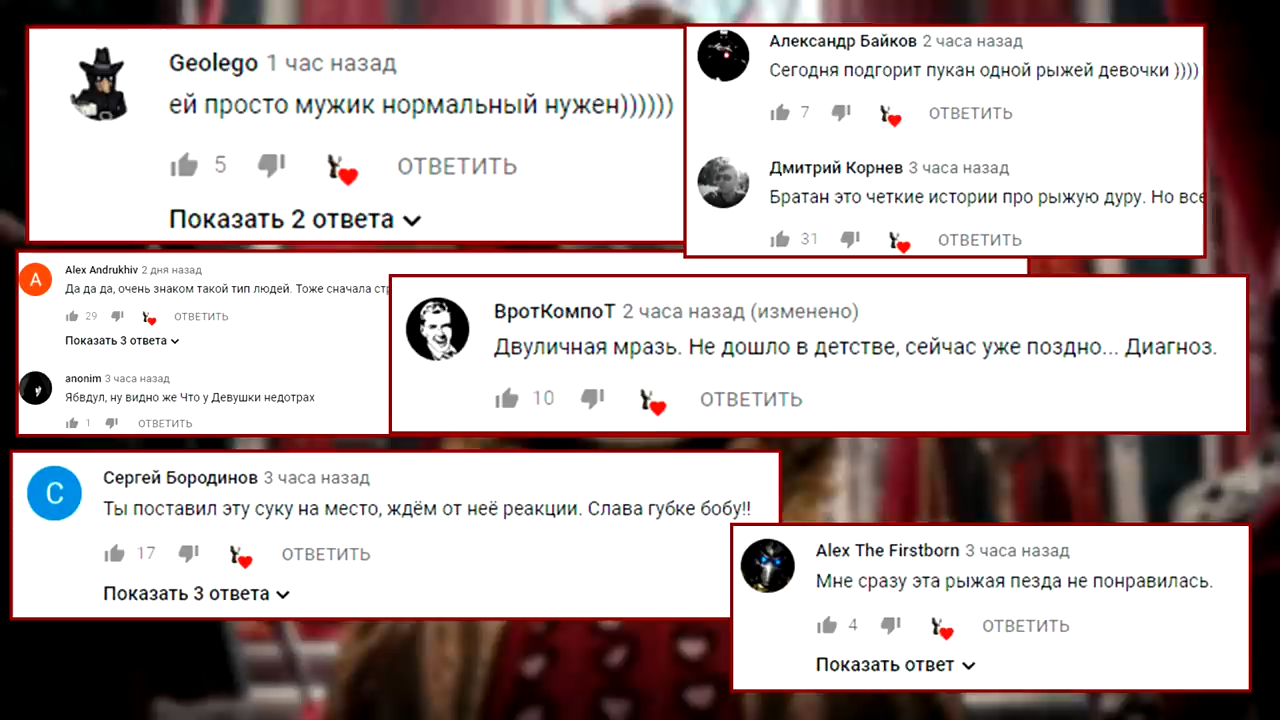 Geolego 1 час назад
ей просто мужик нормальный нужен))))))
5 ОТВЕТИТЬ
Показать 2 ответа
Александр Байков 2 часа назад
Сегодня подгорит пукан одной рыжей девочки ))))
7 ОТВЕТИТЬ
Дмитрий Корнев 3 часа назад
Братан это четкие истории про рыжую дуру. Но все
31 ОТВЕТИТЬ
Alex Andrukhiv 2 дня назад
Да да да, очень знаком такой тип людей. Тоже сначала
29 ОТВЕТИТЬ
Показать 3 ответа
anonim 3 часа назад
Ябвдул, ну видно же Что у Девушки недотрах
1 ОТВЕТИТЬ
ВротКомпоТ 2 часа назад (изменено)
Двуличная мразь. Не дошло в детстве, сейчас уже поздно... Диагноз.
10 ОТВЕТИТЬ
С
Сергей Бородинов 3 часа назад
Ты поставил эту суку на место, ждём от неё реакции. Слава губке бобу!!
17 ОТВЕТИТЬ
Показать 3 ответа
Alex The Firstborn 3 часа назад
Мне сразу эта рыжая пезда не понравилась.
4 ОТВЕТИТЬ
Показать ответ
A